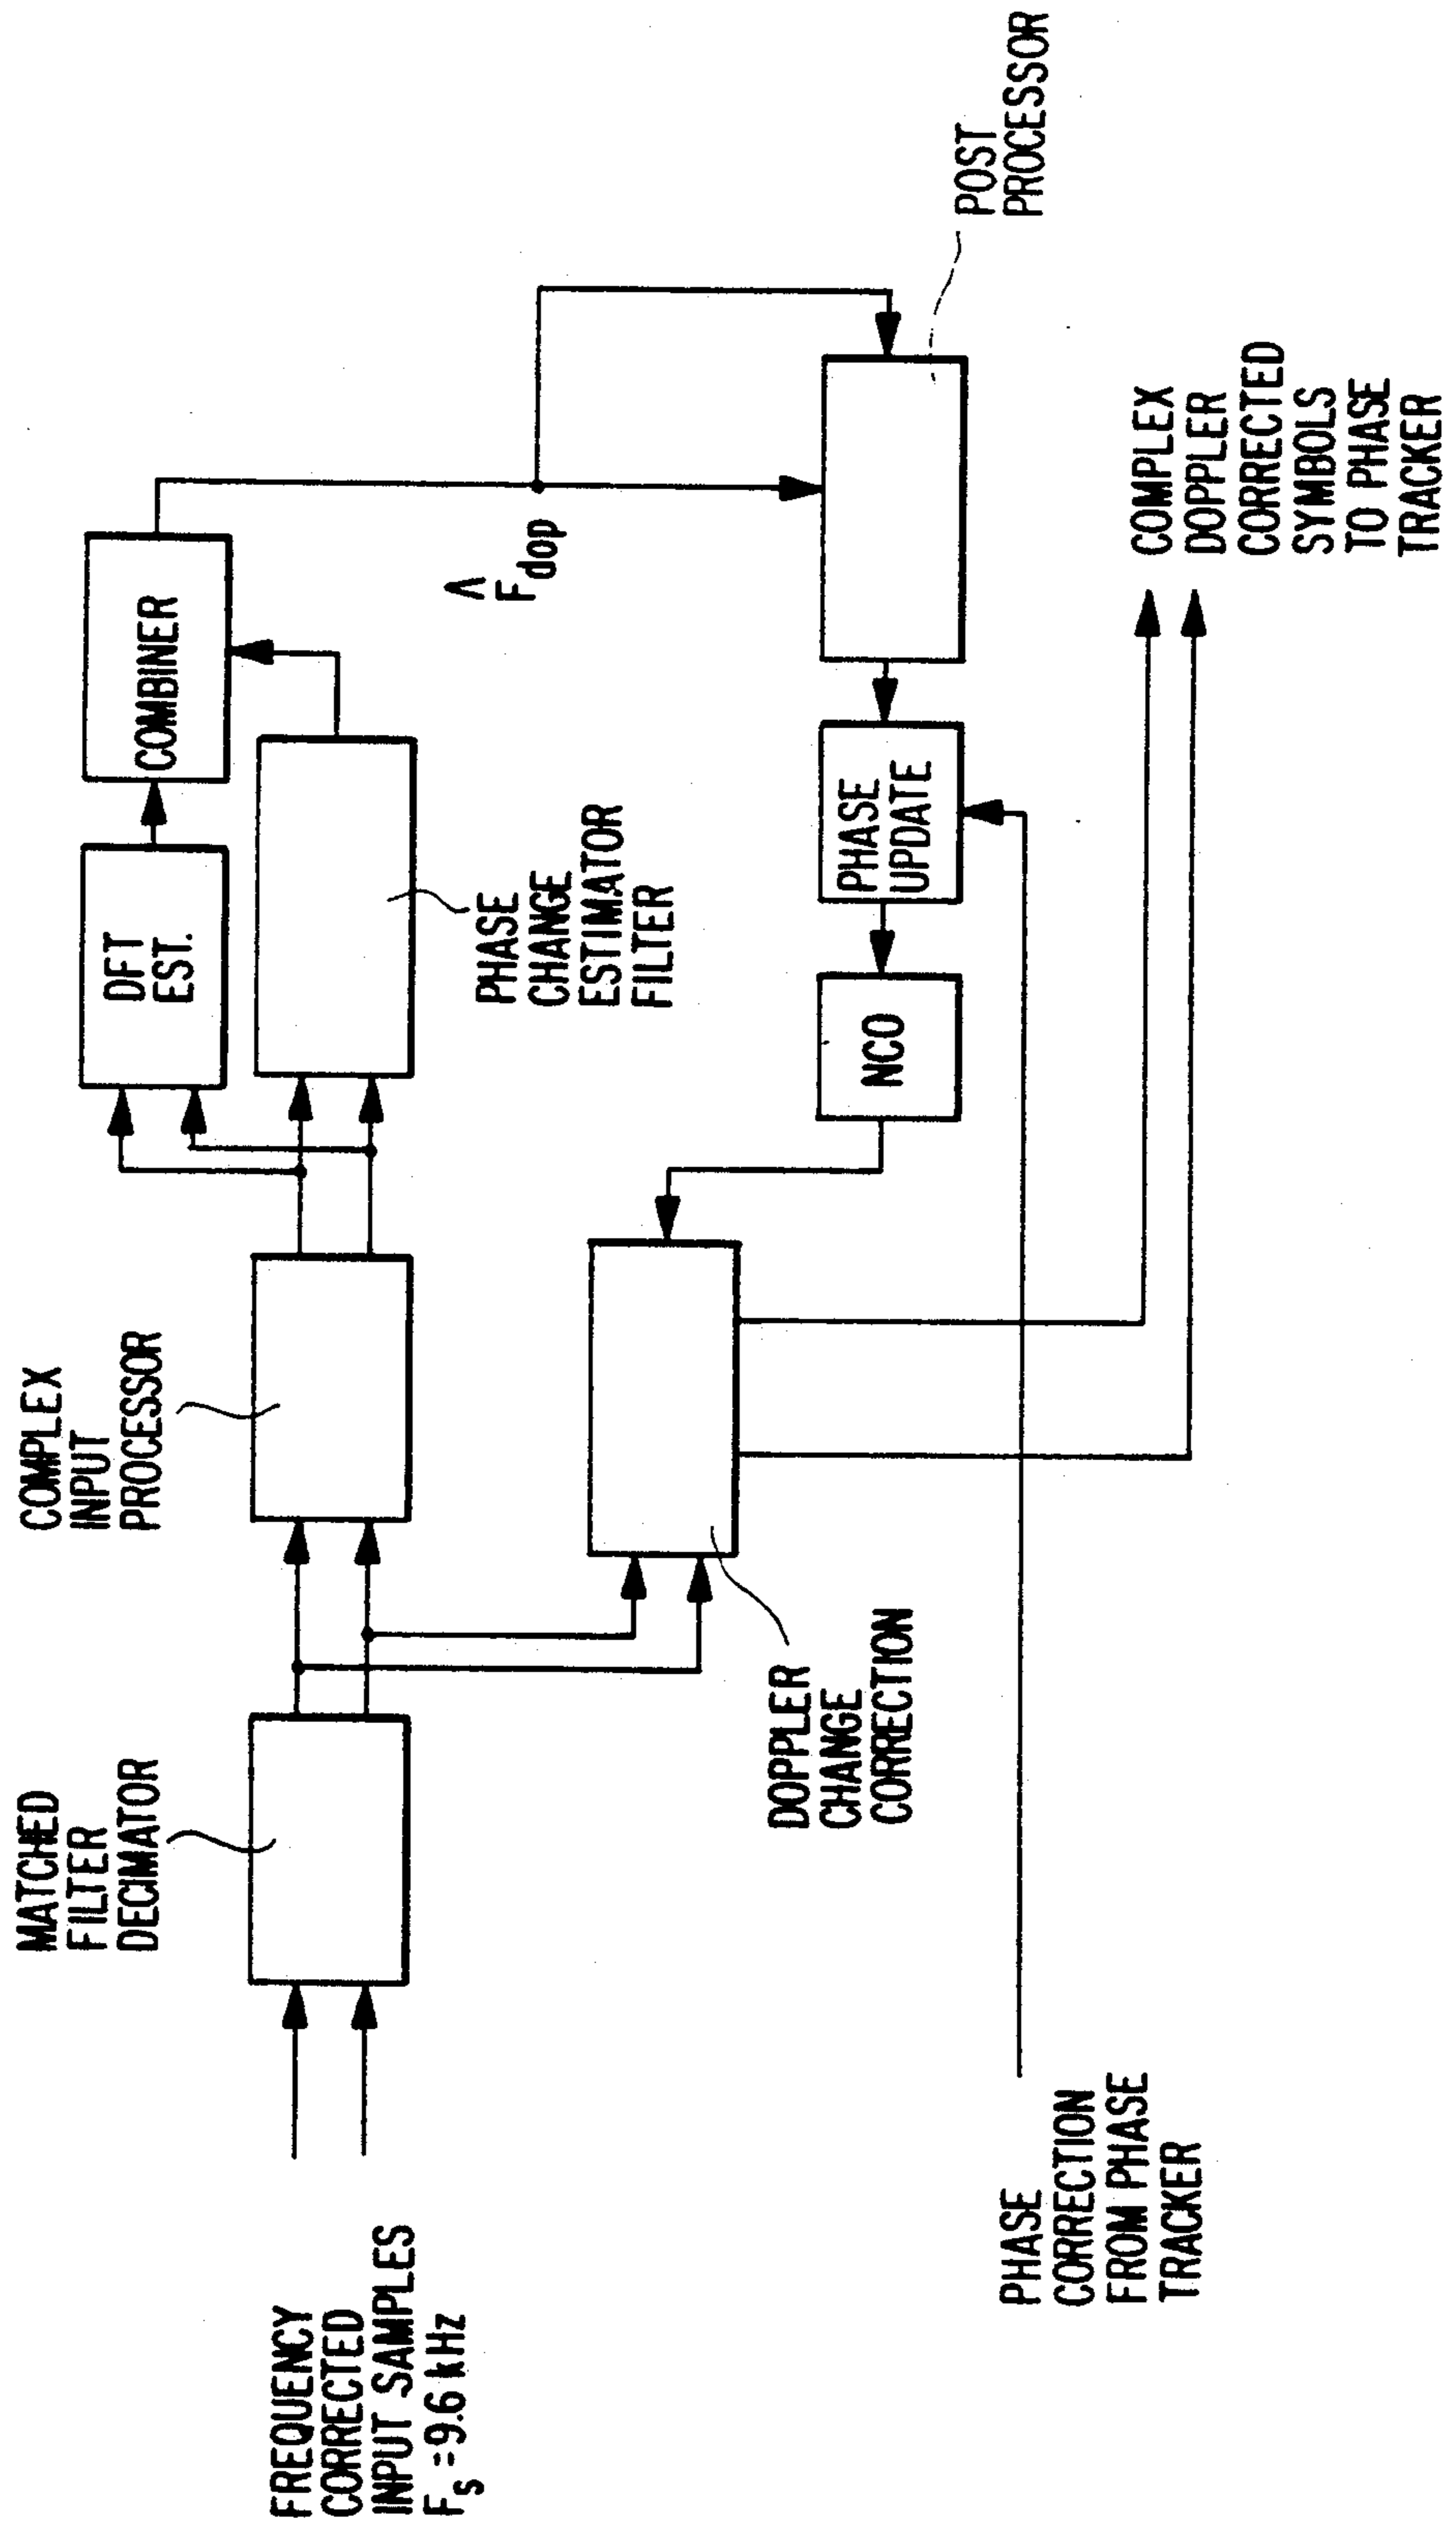 FREQUENCY
CORRECTED
INPUT SAMPLES
Fs = 9.6 kHz
MATCHED
FILTER
DECIMATOR
COMPLEX
INPUT
PROCESSOR
DFT
EST.
COMBINER
PHASE
CHANGE
ESTIMATOR
FILTER
^
Fdop
POST
PROCESSOR
PHASE
UPDATE
NCO
DOPPLER
CHANGE
CORRECTION
PHASE
CORRECTION
FROM PHASE
TRACKER
COMPLEX
DOPPLER
CORRECTED
SYMBOLS
TO PHASE
TRACKER